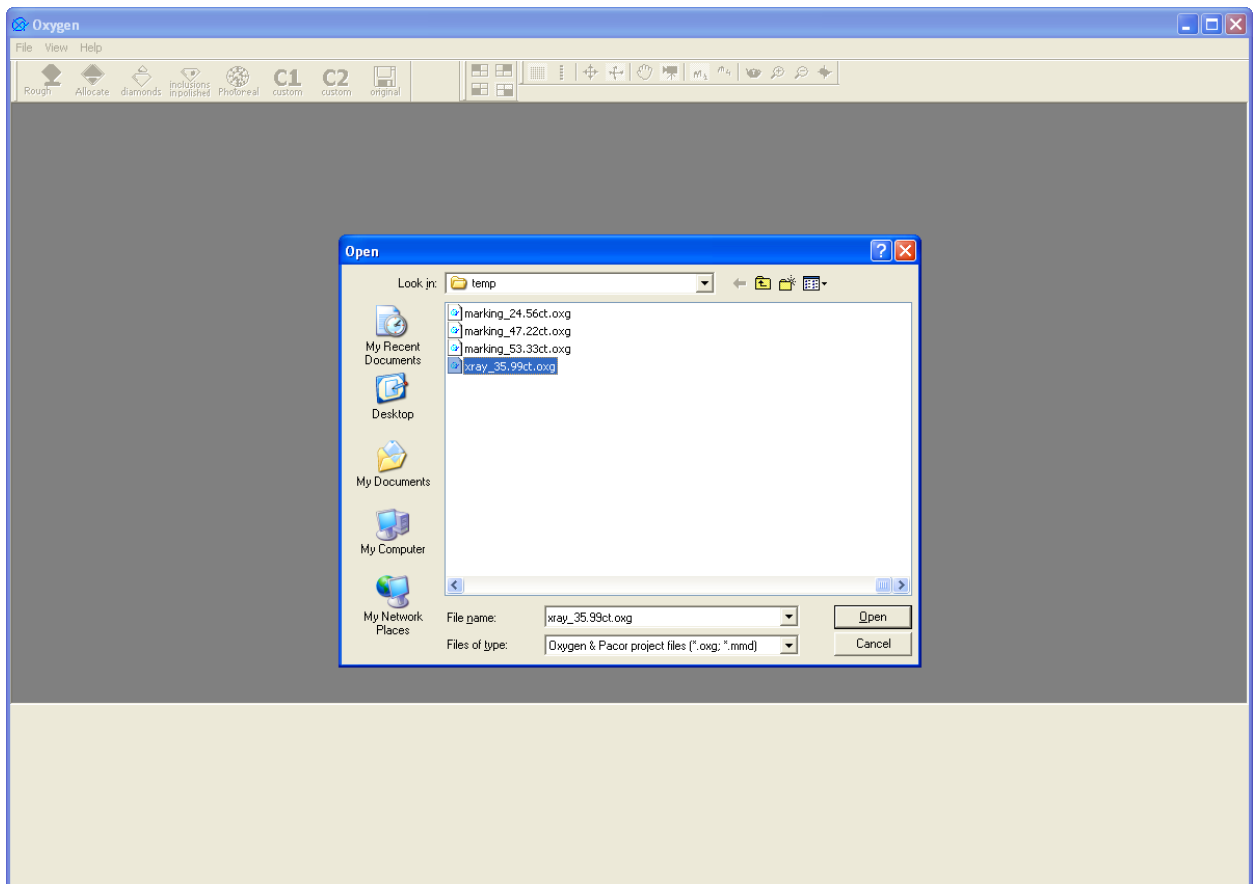 Oxygen
File View Help
Rough Allocate diamonds inclusions in polished Photoreal C1 custom C2 custom original
Open
Look in: temp
marking_24.56ct.oxg
marking_47.22ct.oxg
marking_53.33ct.oxg
xray_35.99ct.oxg
My Recent
Documents
Desktop
My Documents
My Computer
My Network
Places
File name: xray_35.99ct.oxg Open
Files of type: Oxygen & Pacor project files (*.oxg; *.mmd) Cancel